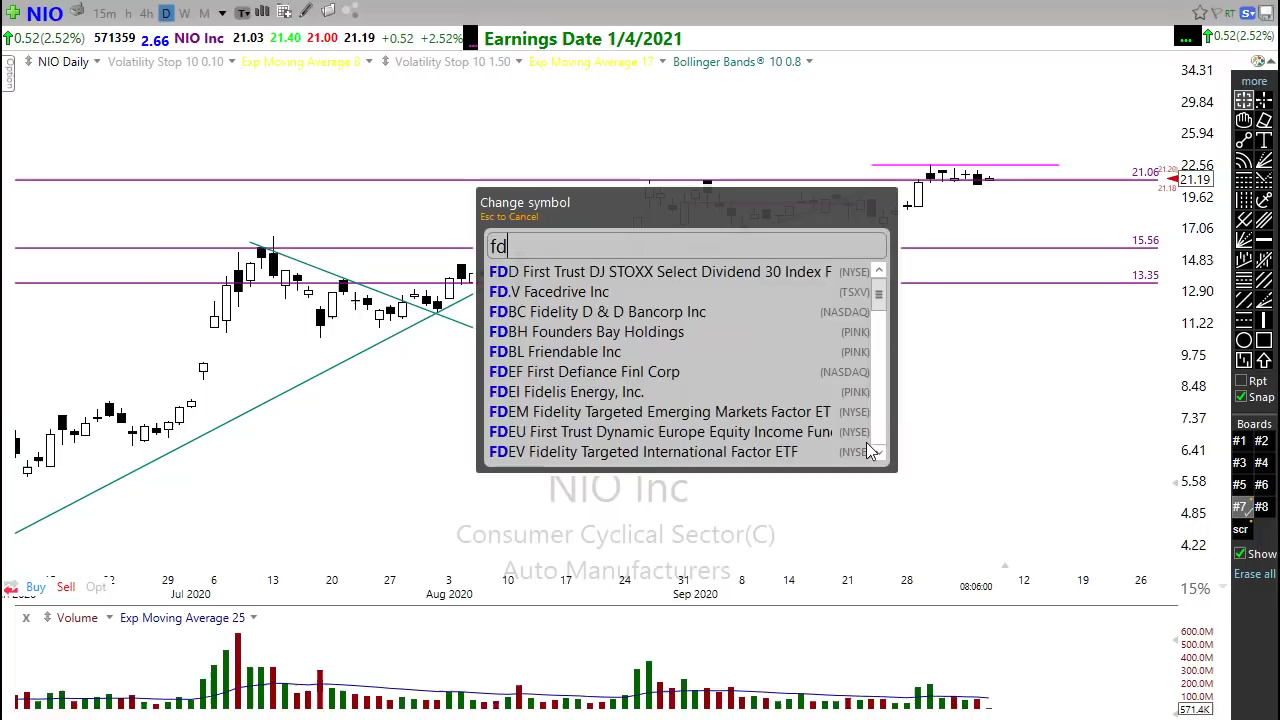 NIO 15m h 4h D W M T
0.52(2.52%) 571359 2.66 NIO Inc 21.03 21.40 21.00 21.19 +0.52 +2.52% ... Earnings Date 1/4/2021 ... 0.52(2.52%)
RT S
Option
NIO Daily Volatility Stop 10 0.10 Exp Moving Average 8 Volatility Stop 10 1.50 Exp Moving Average 17 Bollinger Bands® 10 0.8
more
34.31
29.84
25.94
22.56
21.06
21.20
21.19
21.18
19.62
17.06
15.56
14.83
13.35
12.90
11.22
9.75
8.48
7.37
6.41
5.58
4.85
4.22
Change symbol
Esc to Cancel
fd
FDD First Trust DJ STOXX Select Dividend 30 Index F (NYSE)
FD.V Facedrive Inc (TSXV)
FDBC Fidelity D & D Bancorp Inc (NASDAQ)
FDBH Founders Bay Holdings (PINK)
FDBL Friendable Inc (PINK)
FDEF First Defiance Finl Corp (NASDAQ)
FDEI Fidelis Energy, Inc. (PINK)
FDEM Fidelity Targeted Emerging Markets Factor ET (NYSE)
FDEU First Trust Dynamic Europe Equity Income Fun (NYSE)
FDEV Fidelity Targeted International Factor ETF (NYSE
NIO Inc
Consumer Cyclical Sector(C)
Auto Manufacturers
Rpt
Snap
Boards
#1 #2
#3 #4
#5 #6
#7 #8
scr
Show
Erase all
29 6 13 20 27 10 17 24 31 8 14 21 28 08:06:00 12 19 26
Jul 2020 Aug 2020 Sep 2020
Buy Sell Opt
15%
x Volume Exp Moving Average 25
600.0M
500.0M
400.0M
300.0M
200.0M
100.0M
571.4K